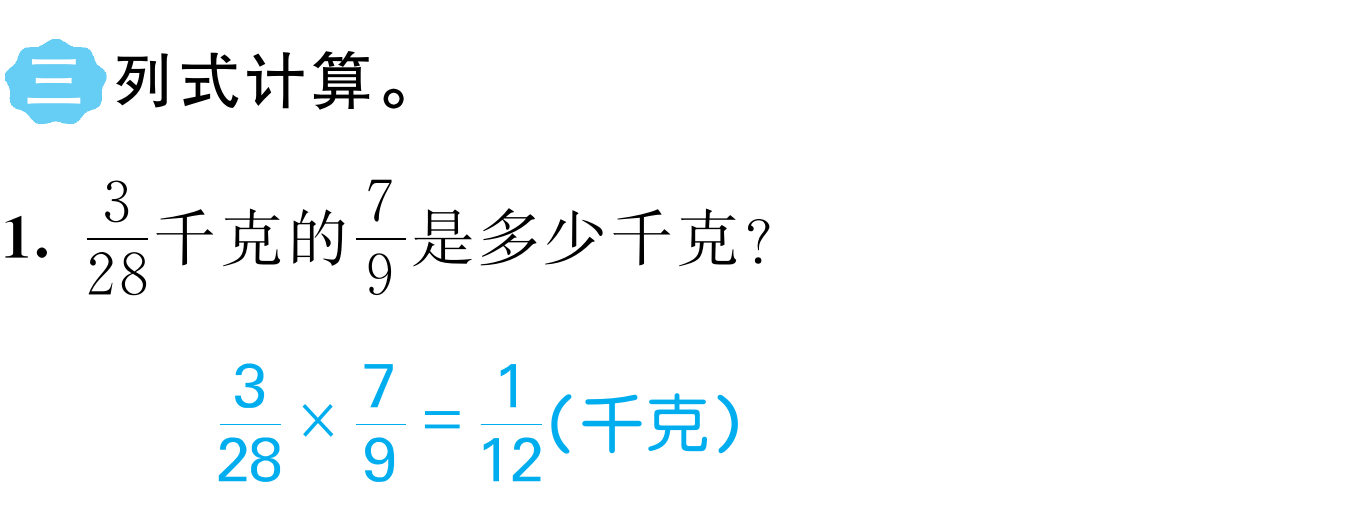 三 列式计算。
1. 3/28千克的7/9是多少千克?
3/28 × 7/9 = 1/12(千克)